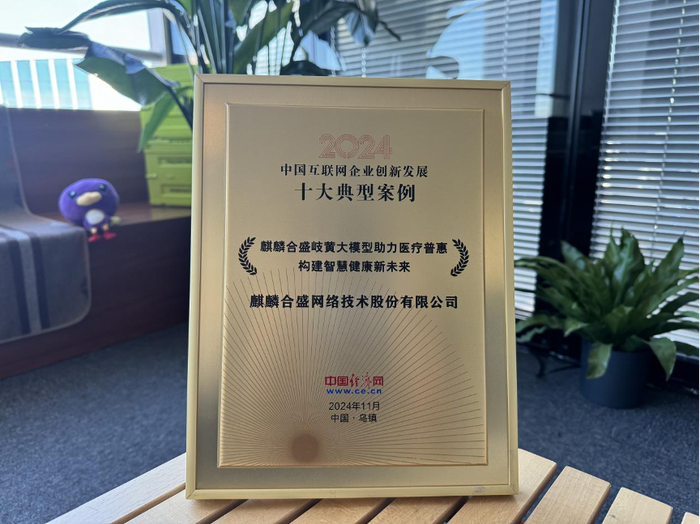 2024
中国互联网企业创新发展
十大典型案例
麒麟合盛岐黄大模型助力医疗普惠
构建智慧健康新未来
麒麟合盛网络技术股份有限公司
中国经济网
www.ce.cn
2024年11月
中国·乌镇